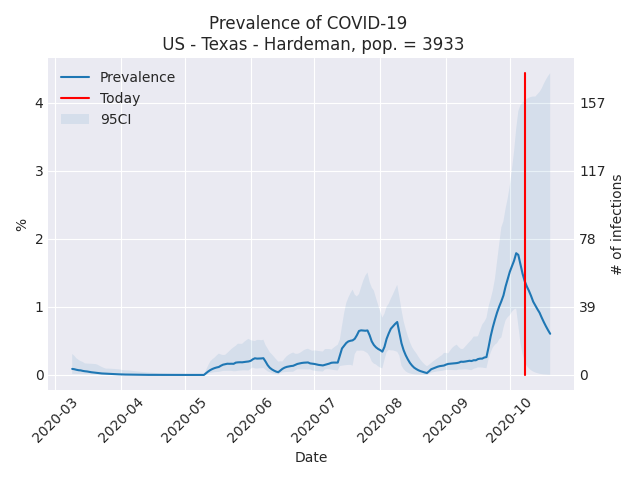 Prevalence of COVID-19
US - Texas - Hardeman, pop. = 3933
Prevalence
Today
95CI
4
3
2
1
0
%
157
117
78
39
0
# of infections
2020-03
2020-04
2020-05
2020-06
2020-07
2020-08
2020-09
2020-10
Date